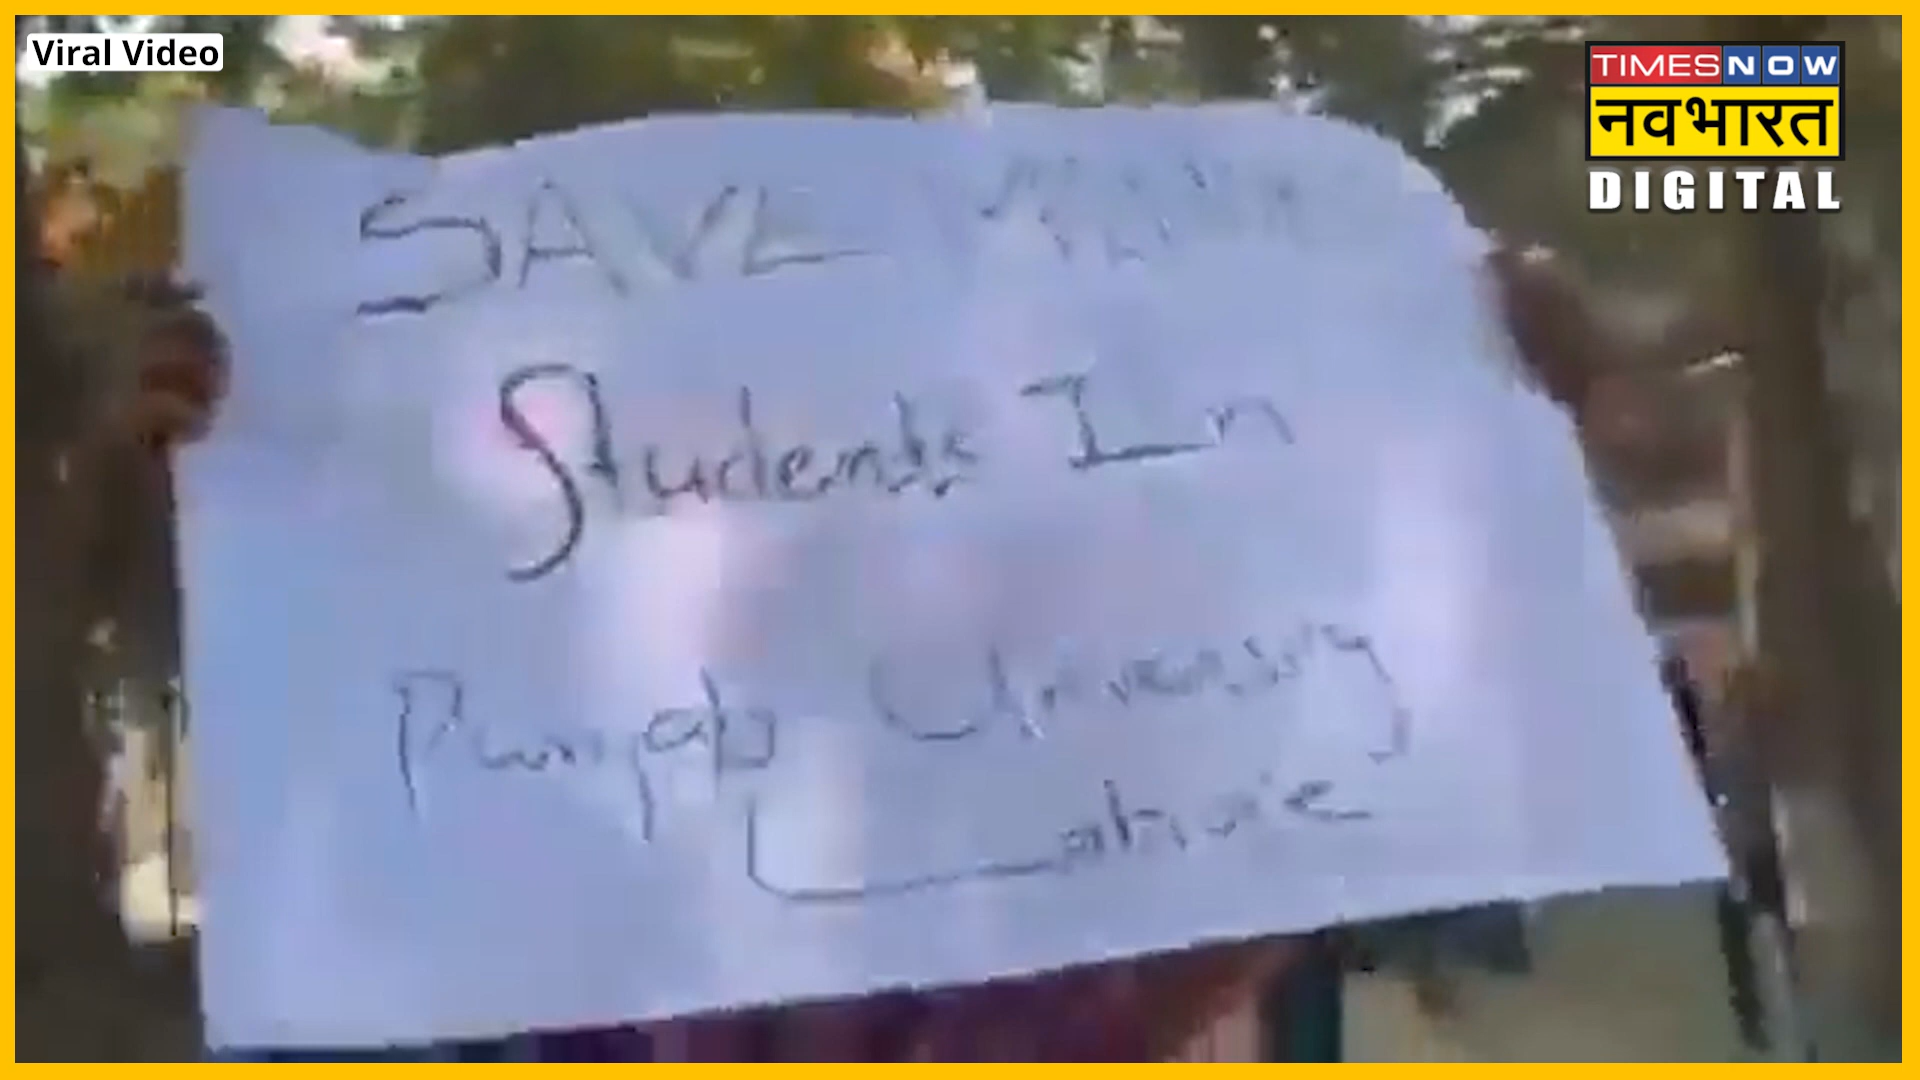 Viral Video
TIMES NOW
नवभारत
DIGITAL
SAVE
Students In
Punjab University
Lahore